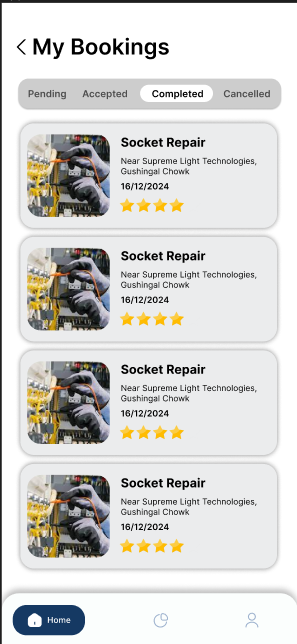 My Bookings
Pending Accepted Completed Cancelled
Socket Repair
Near Supreme Light Technologies,
Gushingal Chowk
16/12/2024
Socket Repair
Near Supreme Light Technologies,
Gushingal Chowk
16/12/2024
Socket Repair
Near Supreme Light Technologies,
Gushingal Chowk
16/12/2024
Socket Repair
Near Supreme Light Technologies,
Gushingal Chowk
16/12/2024
Home